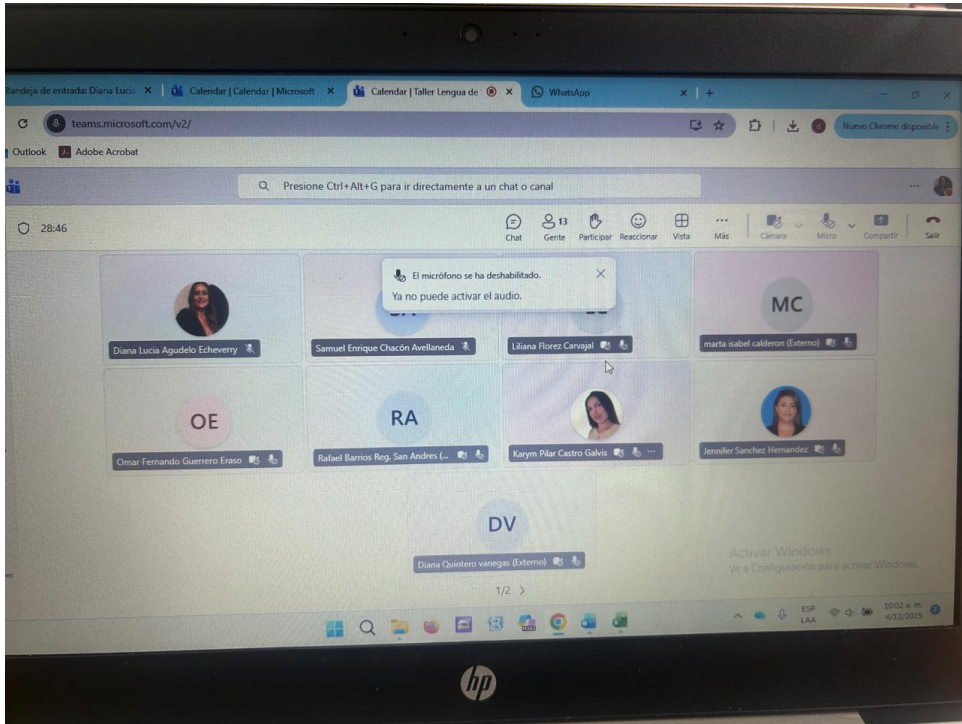 Bandeja de entrada: Diana Lucia
Calendar | Calendar | Microsoft
Calendar | Taller Lengua de
WhatsApp
teams.microsoft.com/v2/
Nuevo Chrome disponible
Outlook
Adobe Acrobat
Presione Ctrl+Alt+G para ir directamente a un chat o canal
28:46
13
Chat
Gente
Participar
Reaccionar
Vista
Más
Cámara
Micro
Compartir
Salir
El micrófono se ha deshabilitado.
Ya no puede activar el audio.
MC
Diana Lucia Agudelo Echeverry
Samuel Enrique Chacón Avellaneda
Liliana Florez Carvajal
marta isabel calderon (Externo)
OE
RA
Omar Fernando Guerrero Eraso
Rafael Barrios Reg. San Andres (...
Karym Pilar Castro Galvis
Jennifer Sanchez Hernandez
DV
Diana Quintero vanegas (Externo)
1/2
Activar Windows
Ve a Configuración para activar Windows.
ESP
LAA
10:02 a. m.
4/12/2025
hp